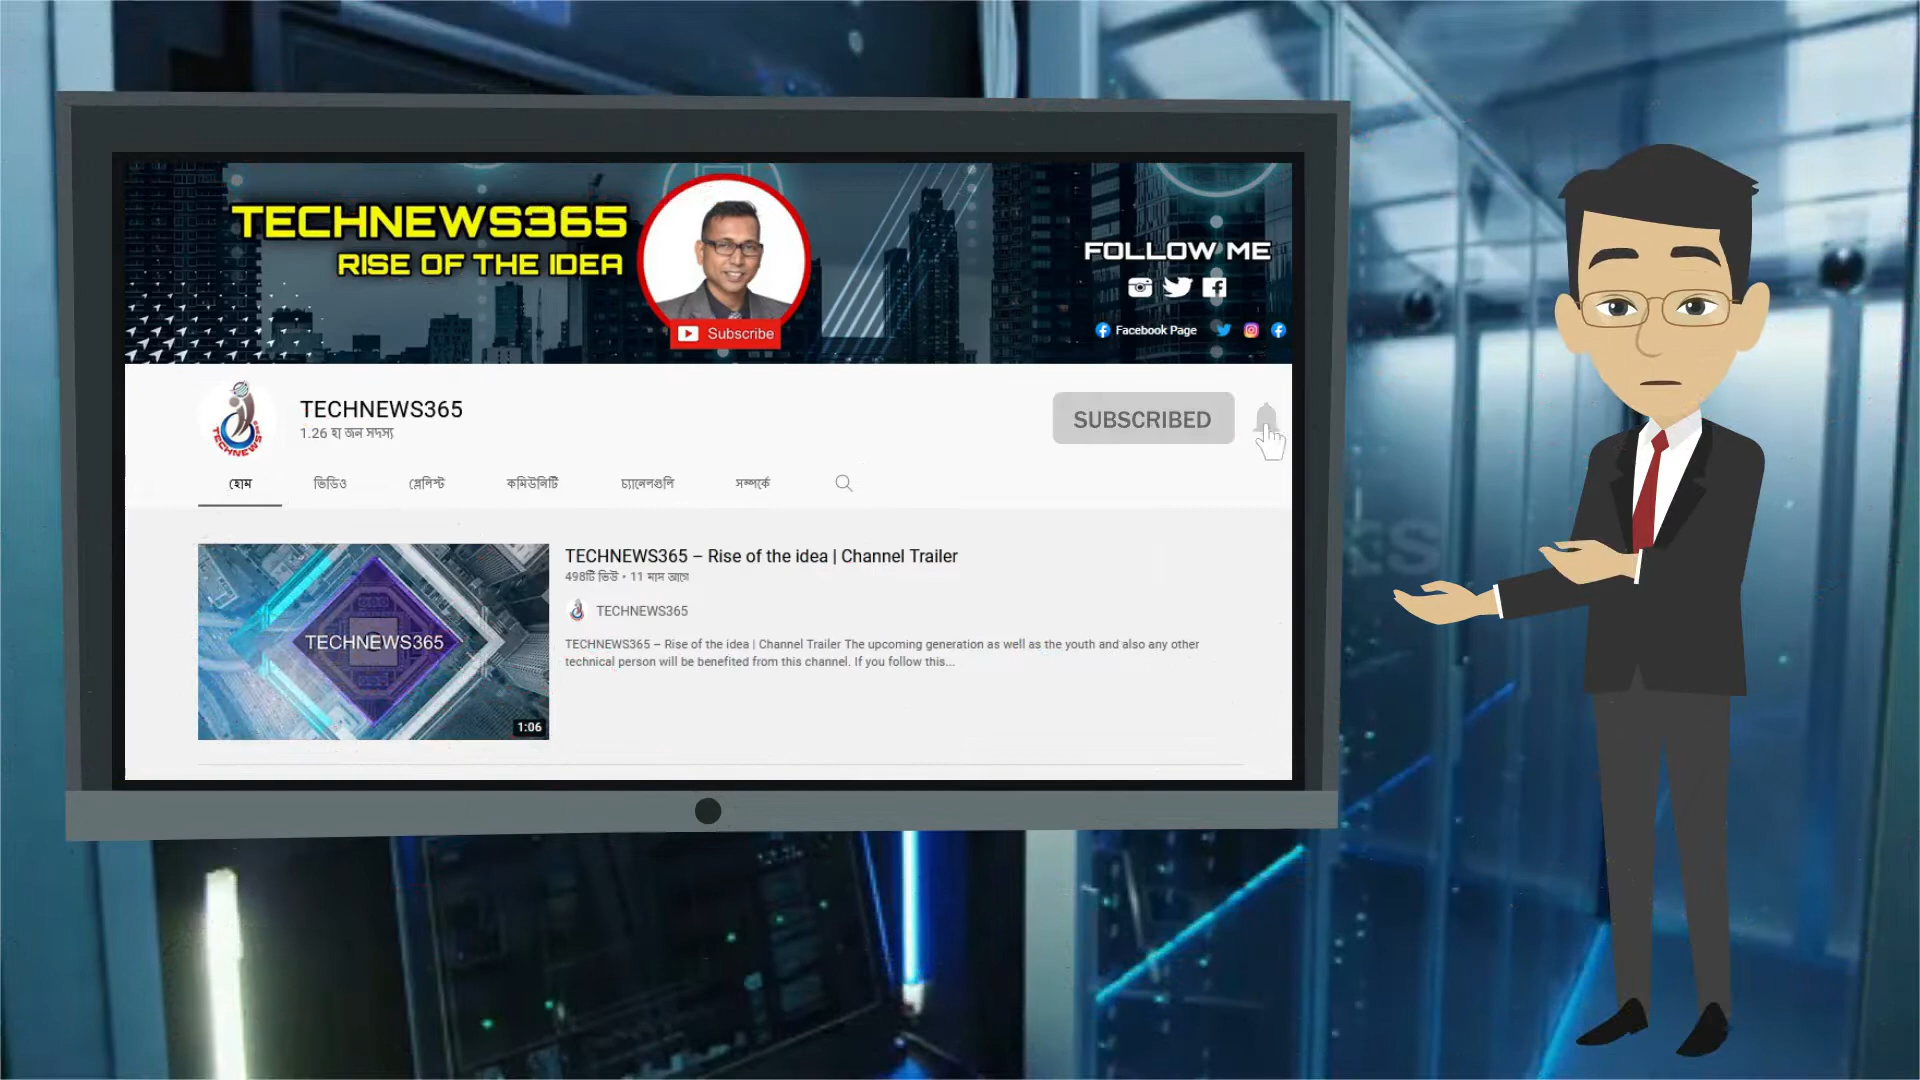 TECHNEWS365
RISE OF THE IDEA
Subscribe
FOLLOW ME
Facebook Page
TECHNEWS365
1.26 হা জন সদস্য
SUBSCRIBED
হোম
ভিডিও
প্লেলিস্ট
কমিউনিটি
চ্যানেলগুলি
সম্পর্কে
TECHNEWS365
1:06
TECHNEWS365 – Rise of the idea | Channel Trailer
498টি ভিউ • 11 মাস আগে
TECHNEWS365
TECHNEWS365 – Rise of the idea | Channel Trailer The upcoming generation as well as the youth and also any other
technical person will be benefited from this channel. If you follow this...